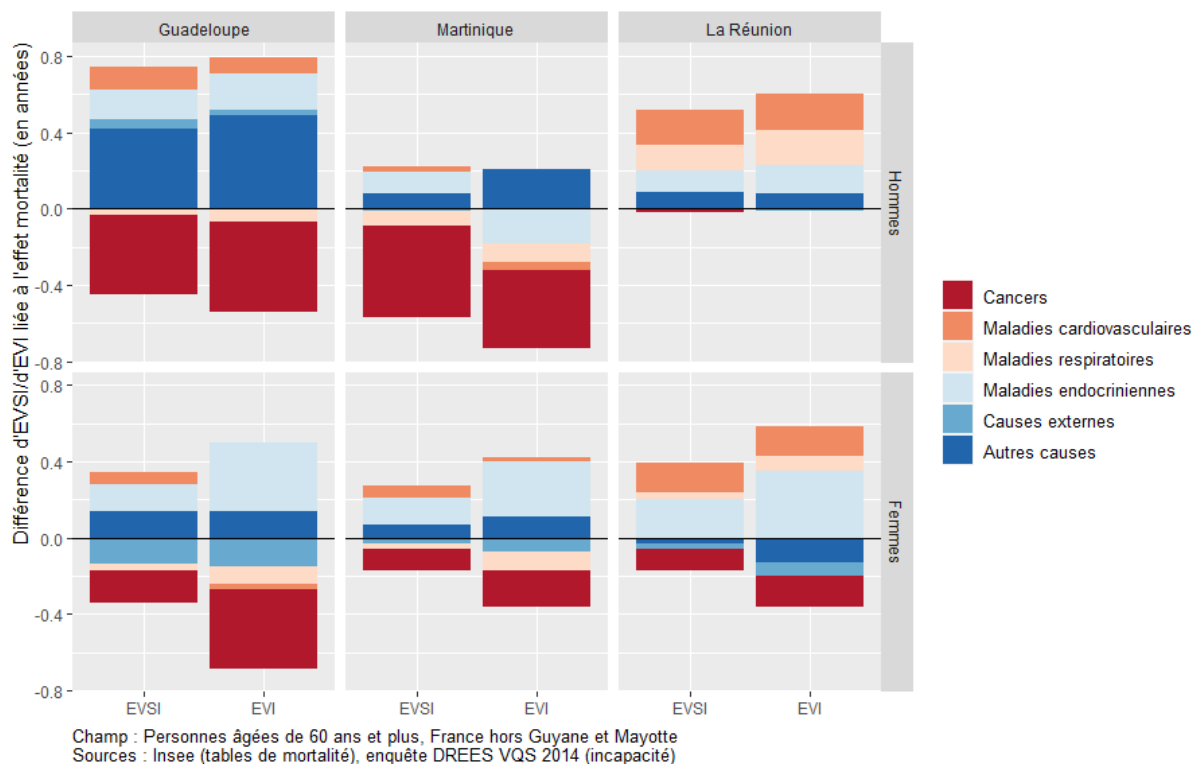 Guadeloupe
Martinique
La Réunion
Différence d'EVSI/d'EVI liée à l'effet mortalité (en années)
0.8
0.4
0.0
-0.4
-0.8
Hommes
0.8
0.4
0.0
-0.4
-0.8
Femmes
EVSI
EVI
EVSI
EVI
EVSI
EVI
Cancers
Maladies cardiovasculaires
Maladies respiratoires
Maladies endocriniennes
Causes externes
Autres causes
Champ : Personnes âgées de 60 ans et plus, France hors Guyane et Mayotte
Sources : Insee (tables de mortalité), enquête DREES VQS 2014 (incapacité)